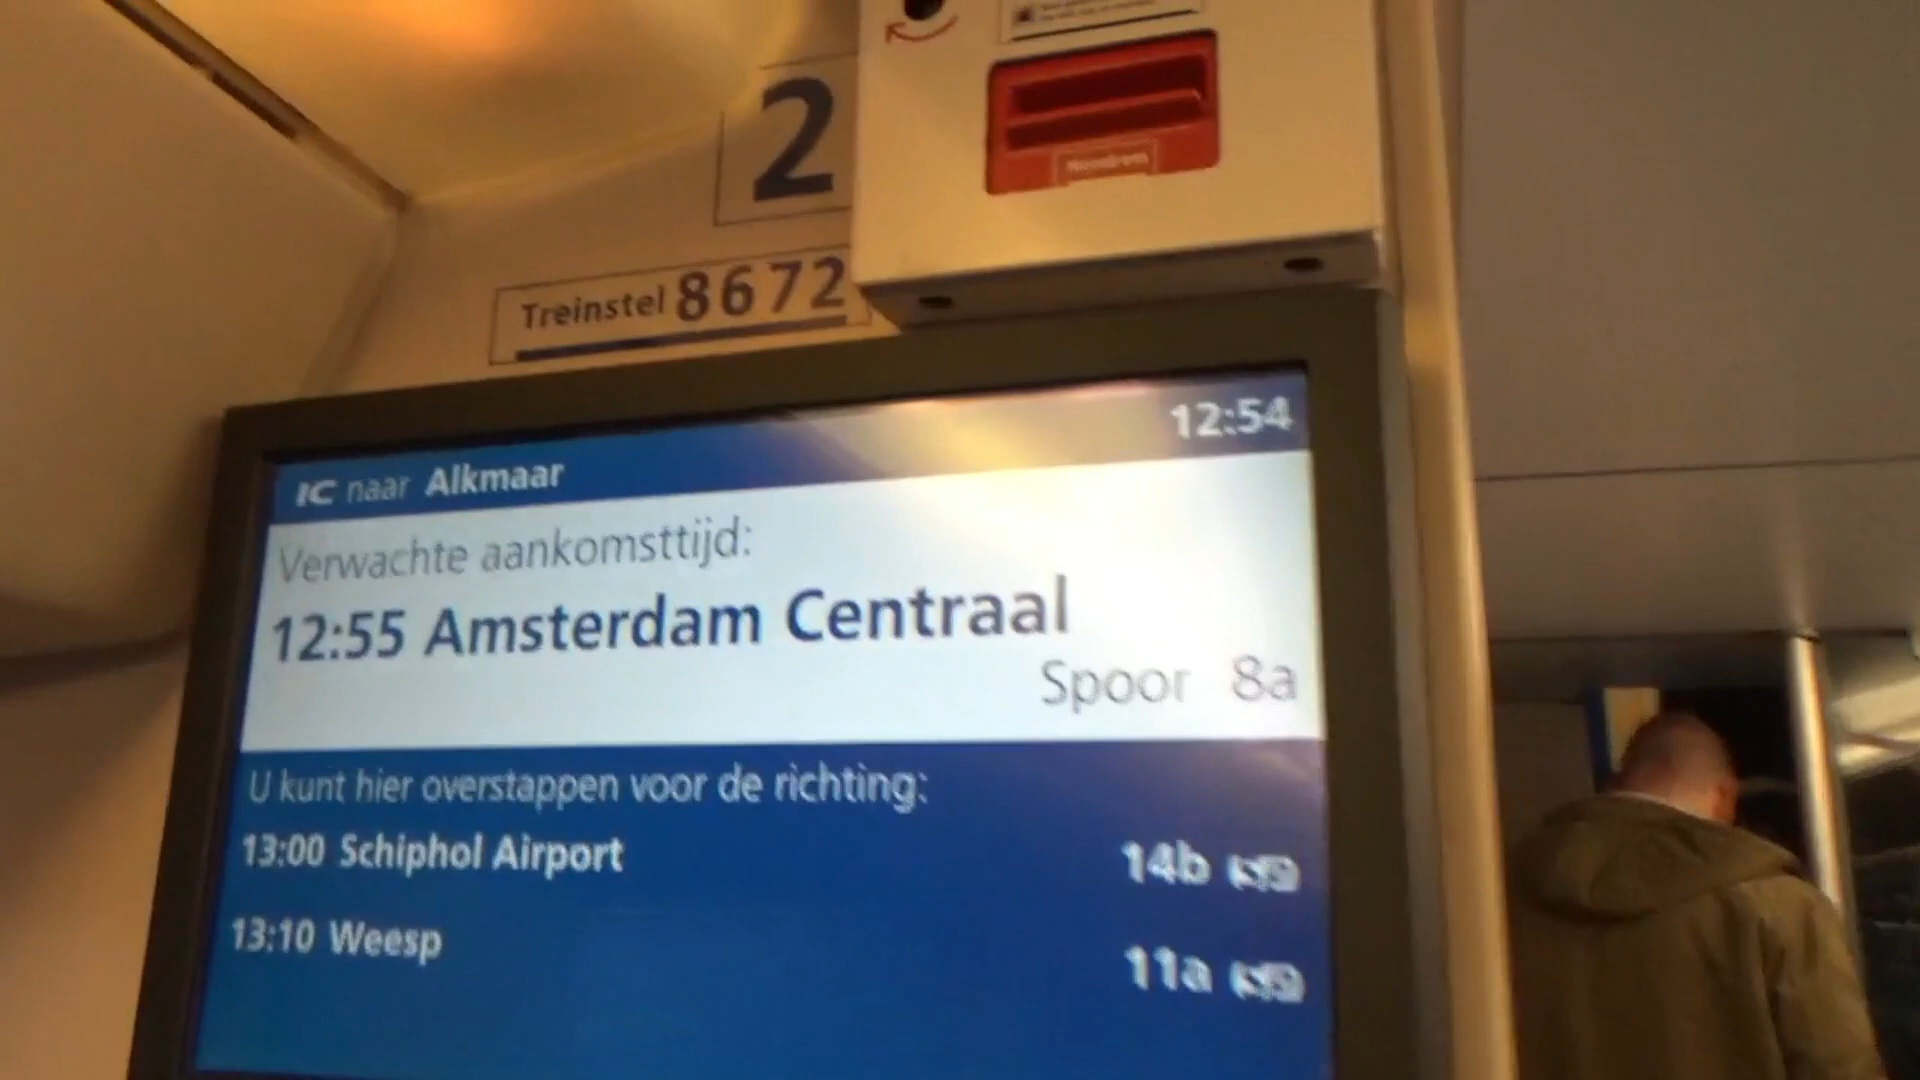 2
Treinstel 8672
12:54
IC naar Alkmaar
Verwachte aankomsttijd:
12:55 Amsterdam Centraal
Spoor 8a
U kunt hier overstappen voor de richting:
13:00 Schiphol Airport 14b
13:10 Weesp 11a